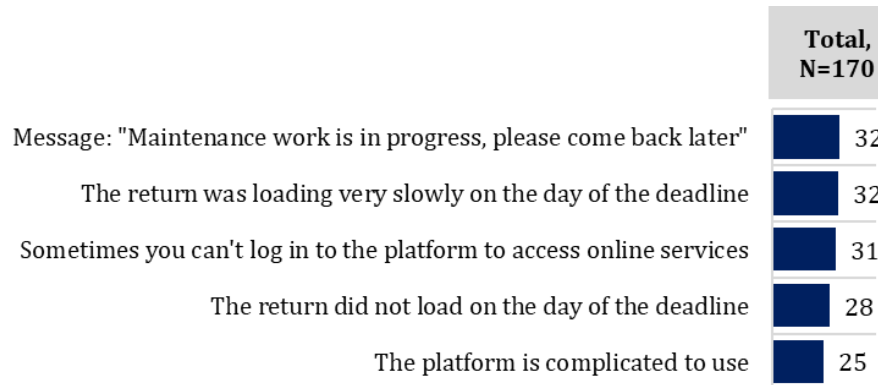 Total,
N=170
Message: "Maintenance work is in progress, please come back later" 32
The return was loading very slowly on the day of the deadline 32
Sometimes you can't log in to the platform to access online services 31
The return did not load on the day of the deadline 28
The platform is complicated to use 25